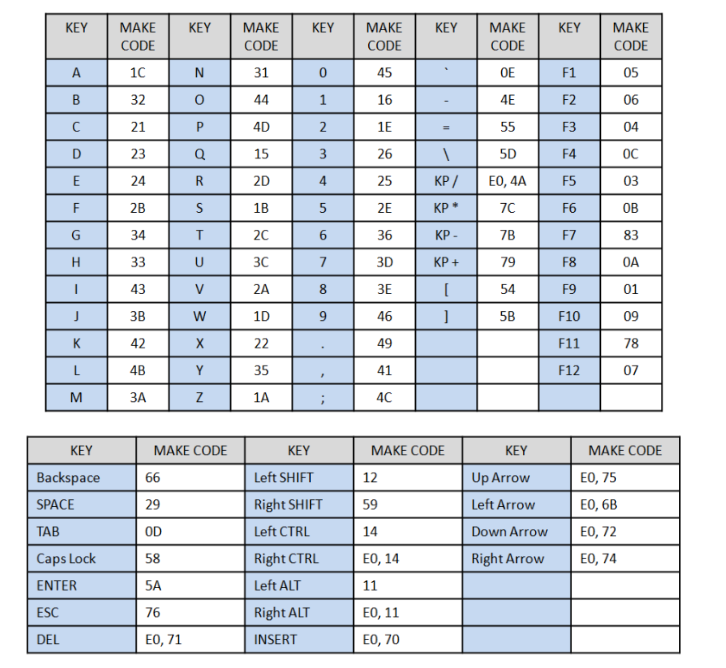 KEY MAKE CODE KEY MAKE CODE KEY MAKE CODE KEY MAKE CODE KEY MAKE CODE
A 1C N 31 0 45 ` 0E F1 05
B 32 O 44 1 16 - 4E F2 06
C 21 P 4D 2 1E = 55 F3 04
D 23 Q 15 3 26 \ 5D F4 0C
E 24 R 2D 4 25 KP / E0, 4A F5 03
F 2B S 1B 5 2E KP * 7C F6 0B
G 34 T 2C 6 36 KP - 7B F7 83
H 33 U 3C 7 3D KP + 79 F8 0A
I 43 V 2A 8 3E [ 54 F9 01
J 3B W 1D 9 46 ] 5B F10 09
K 42 X 22 . 49 F11 78
L 4B Y 35 , 41 F12 07
M 3A Z 1A ; 4C
KEY MAKE CODE KEY MAKE CODE KEY MAKE CODE
Backspace 66 Left SHIFT 12 Up Arrow E0, 75
SPACE 29 Right SHIFT 59 Left Arrow E0, 6B
TAB 0D Left CTRL 14 Down Arrow E0, 72
Caps Lock 58 Right CTRL E0, 14 Right Arrow E0, 74
ENTER 5A Left ALT 11
ESC 76 Right ALT E0, 11
DEL E0, 71 INSERT E0, 70